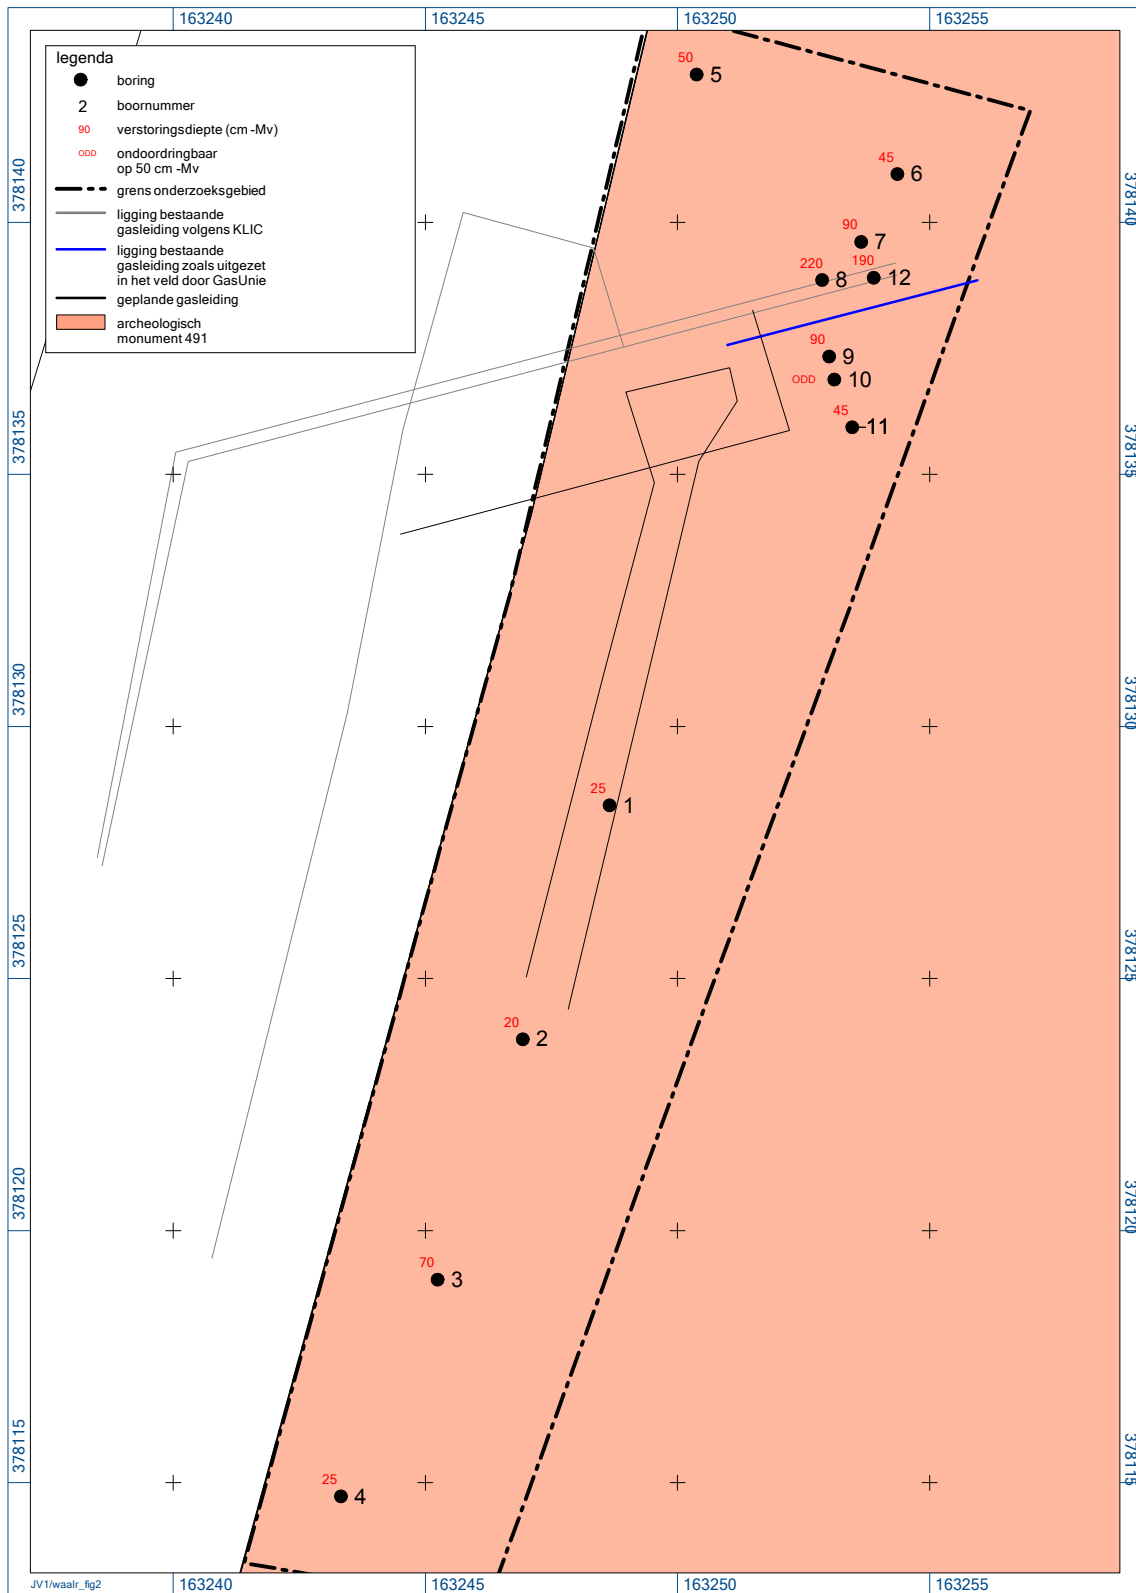 163240
163245
163250
163255
legenda
boring
2 boornummer
90 verstoringsdiepte (cm -Mv)
ODD ondoordringbaar
op 50 cm -Mv
grens onderzoeksgebied
ligging bestaande
gasleiding volgens KLIC
ligging bestaande
gasleiding zoals uitgezet
in het veld door GasUnie
geplande gasleiding
archeologisch
monument 491
50
5
45
6
378140
378140
90
7
220
8
190
12
90
9
ODD
10
45
11
378135
378135
378130
378130
25
1
378125
378125
20
2
378120
378120
70
3
378115
378115
25
4
JV1/waalr_fig2
163240
163245
163250
163255